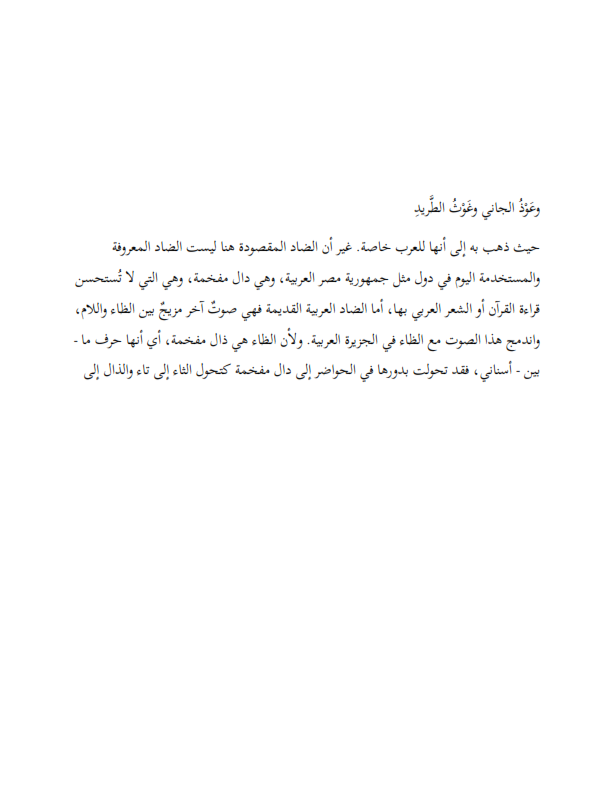 وعَوْذُ الجاني وغَوْثُ الطَّريدِ
حيث ذهب به إلى أنها للعرب خاصة. غير أن الضاد المقصودة هنا ليست الضاد المعروفة
والمستخدمة اليوم في دول مثل جمهورية مصر العربية، وهي دال مفخمة، وهي التي لا تُستحسن
قراءة القرآن أو الشعر العربي بها، أما الضاد العربية القديمة فهي صوتٌ آخر مزيجٌ بين الظاء واللام،
واندمج هذا الصوت مع الظاء في الجزيرة العربية. ولأن الظاء هي ذال مفخمة، أي أنها حرف ما -
بين - أسناني، فقد تحولت بدورها في الحواضر إلى دال مفخمة كتحول الثاء إلى تاء والذال إلى